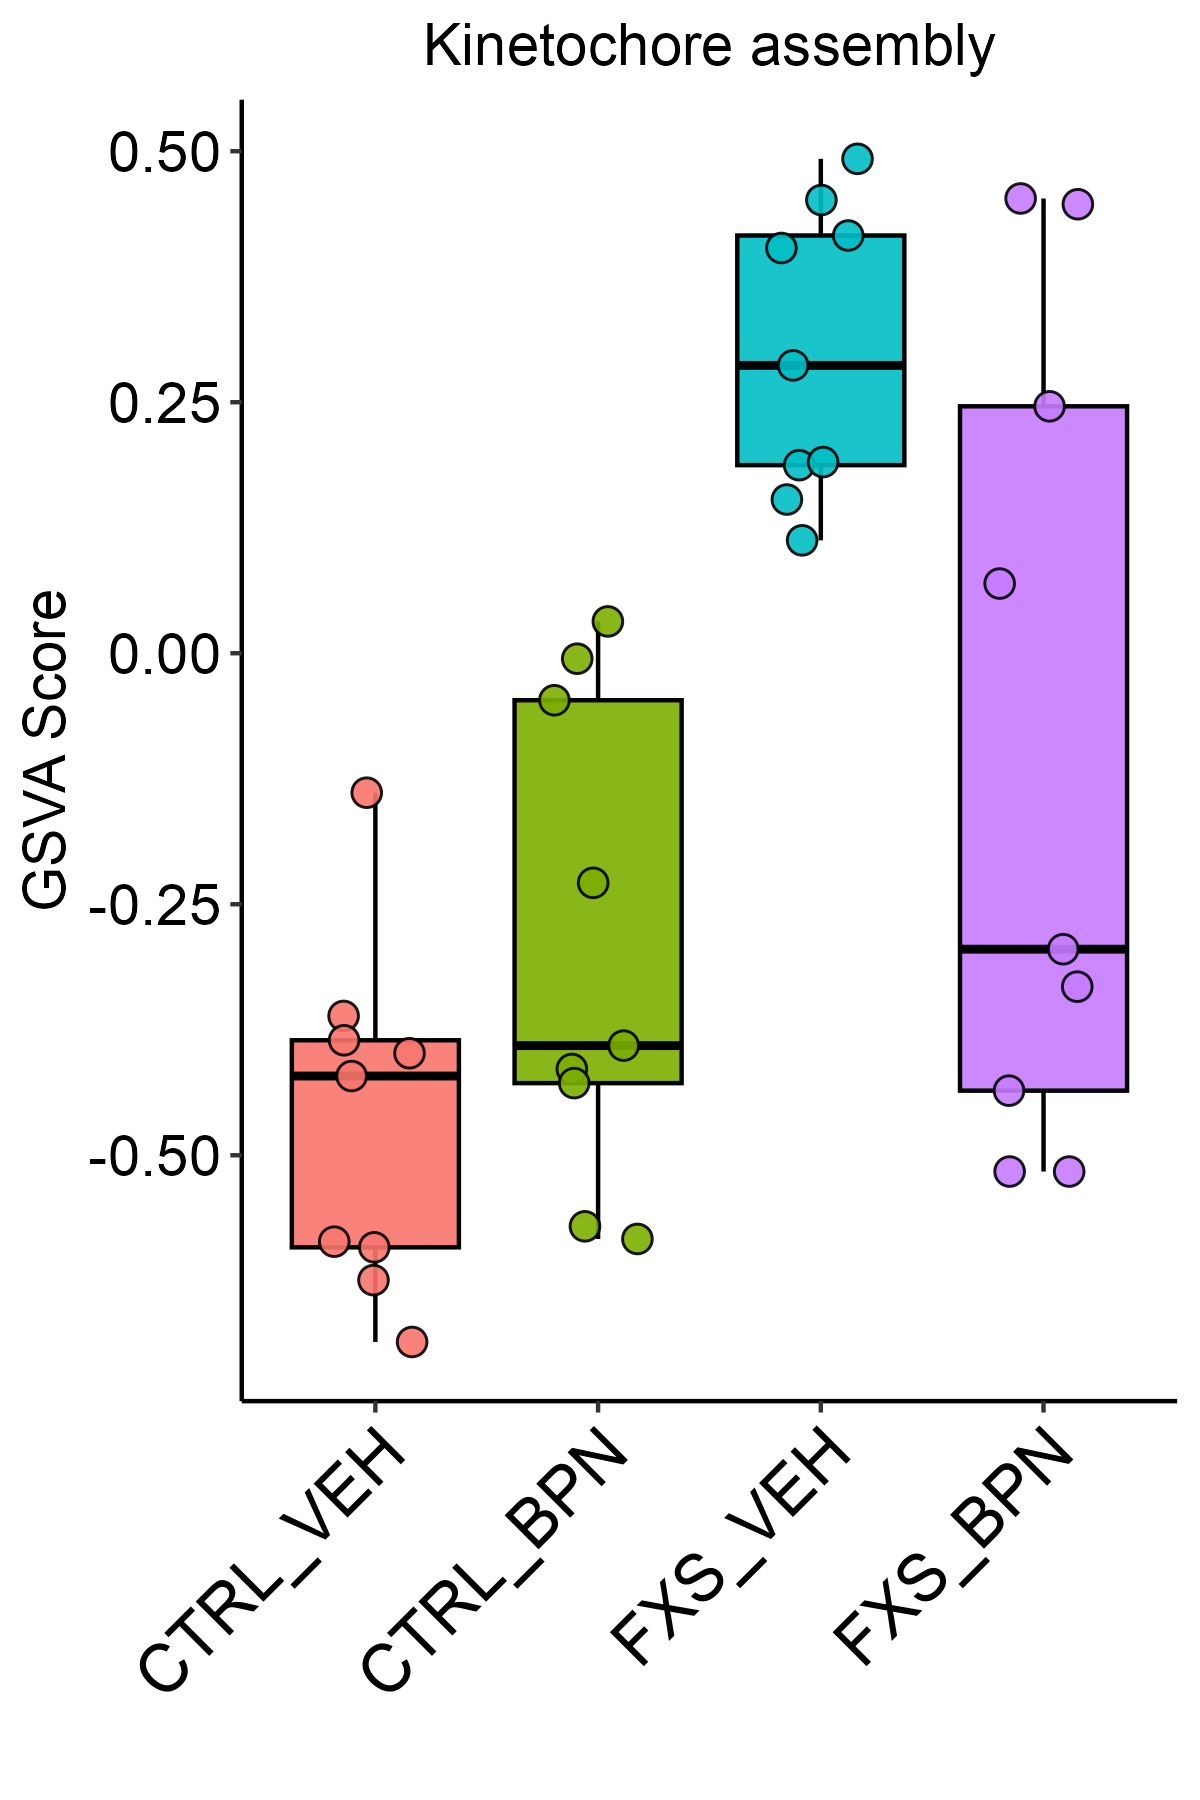 Kinetochore assembly
GSVA Score
0.50
0.25
0.00
-0.25
-0.50
CTRL_VEH
CTRL_BPN
FXS_VEH
FXS_BPN